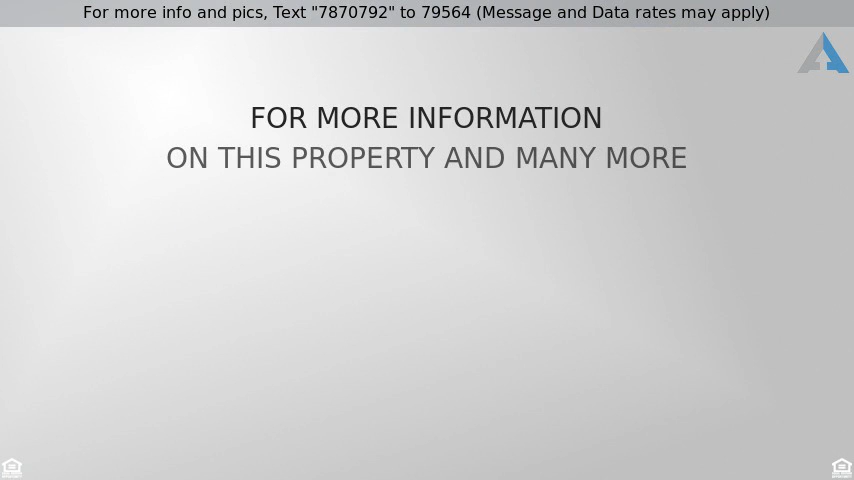 For more info and pics, Text "7870792" to 79564 (Message and Data rates may apply)
FOR MORE INFORMATION
ON THIS PROPERTY AND MANY MORE